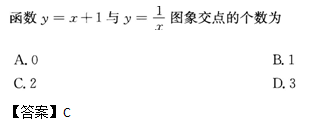 函数 y = x + 1 与 y = 1/x 图象交点的个数为
A. 0 B. 1
C. 2 D. 3
【答案】C